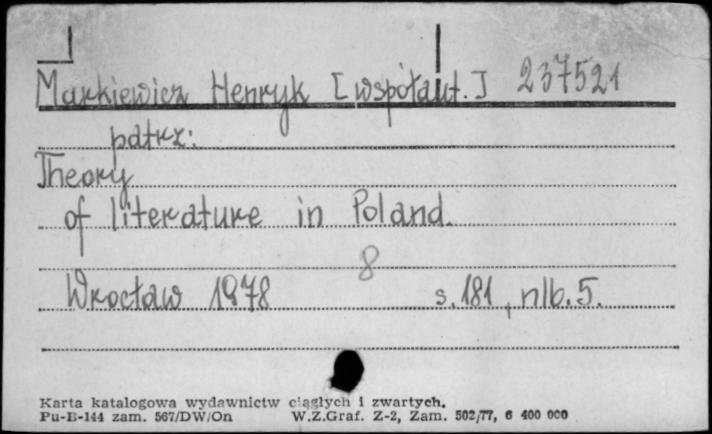 Markiewicz Henryk [współaut.] 237521
patrz:
Theory
of literature in Poland.
8
Wrocław 1978 s. 181, nlb. 5.
Karta katalogowa wydawnictw ciągłych i zwartych.
Pu-B-144 zam. 567/DW/On W.Z.Graf. Z-2, Zam. 502/77, 6 400 000